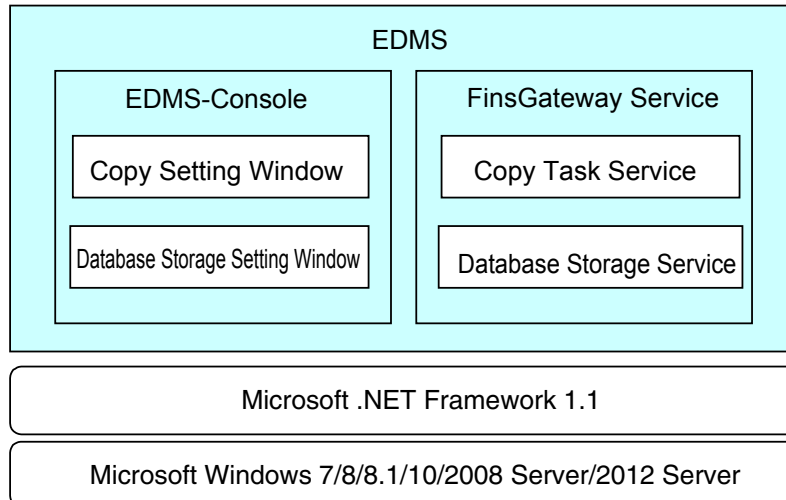 EDMS
EDMS-Console
Copy Setting Window
Database Storage Setting Window
FinsGateway Service
Copy Task Service
Database Storage Service
Microsoft .NET Framework 1.1
Microsoft Windows 7/8/8.1/10/2008 Server/2012 Server